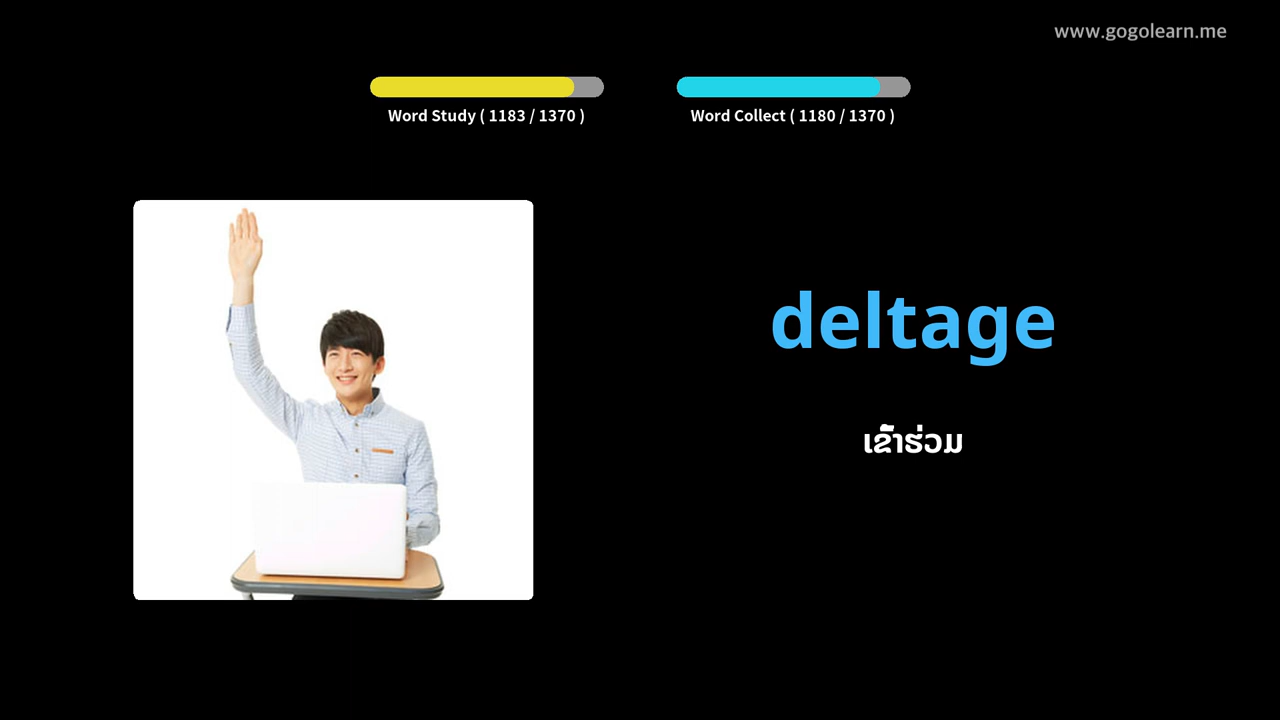 www.gogolearn.me
Word Study ( 1183 / 1370 )
Word Collect ( 1180 / 1370 )
deltage
ເຂົ້າຮ່ວມ